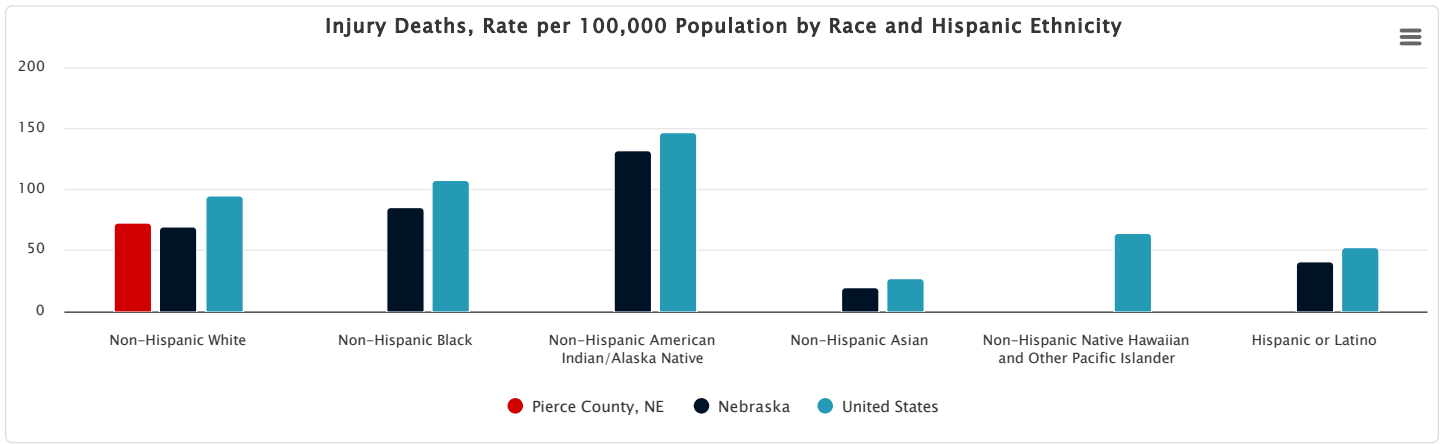 Injury Deaths, Rate per 100,000 Population by Race and Hispanic Ethnicity
200
150
100
50
0
Non-Hispanic White
Non-Hispanic Black
Non-Hispanic American
Indian/Alaska Native
Non-Hispanic Asian
Non-Hispanic Native Hawaiian
and Other Pacific Islander
Hispanic or Latino
Pierce County, NE
Nebraska
United States